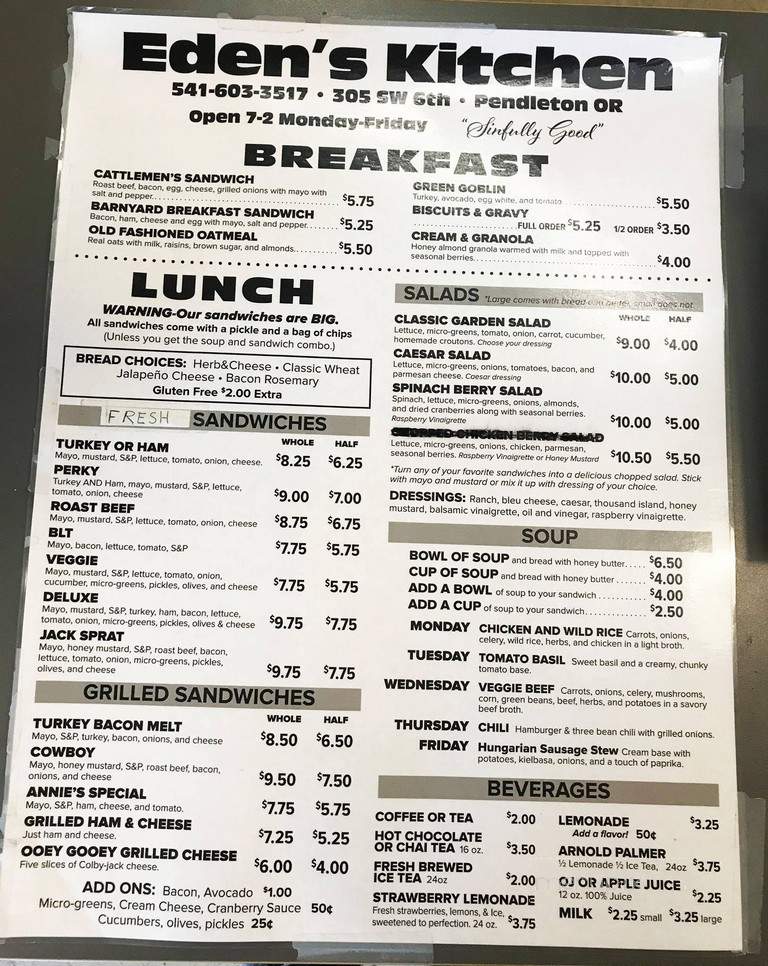 Eden's Kitchen
541-603-3517 • 305 SW 6th • Pendleton OR
Open 7-2 Monday-Friday "Sinfully Good"
BREAKFAST
CATTLEMEN'S SANDWICH
Roast beef, bacon, egg, cheese, grilled onions with mayo with
salt and pepper. $5.75
BARNYARD BREAKFAST SANDWICH
Bacon, ham, cheese and egg with mayo, salt and pepper. $5.25
OLD FASHIONED OATMEAL
Real oats with milk, raisins, brown sugar, and almonds. $5.50
GREEN GOBLIN
Turkey, avocado, egg white, and tomato $5.50
BISCUITS & GRAVY
FULL ORDER $5.25 1/2 ORDER $3.50
CREAM & GRANOLA
Honey almond granola warmed with milk and topped with
seasonal berries. $4.00
LUNCH
WARNING-Our sandwiches are BIG.
All sandwiches come with a pickle and a bag of chips
(Unless you get the soup and sandwich combo.)
BREAD CHOICES: Herb&Cheese • Classic Wheat
Jalapeño Cheese • Bacon Rosemary
Gluten Free $2.00 Extra
FRESH SANDWICHES
WHOLE HALF
TURKEY OR HAM
Mayo, mustard, S&P, lettuce, tomato, onion, cheese. $8.25 $6.25
PERKY
Turkey AND Ham, mayo, mustard, S&P, lettuce,
tomato, onion, cheese $9.00 $7.00
ROAST BEEF
Mayo, mustard, S&P, lettuce, tomato, onion, cheese $8.75 $6.75
BLT
Mayo, bacon, lettuce, tomato, S&P $7.75 $5.75
VEGGIE
Mayo, mustard, S&P, lettuce, tomato, onion,
cucumber, micro-greens, pickles, olives, and cheese $7.75 $5.75
DELUXE
Mayo, mustard, S&P, turkey, ham, bacon, lettuce,
tomato, onion, micro-greens, pickles, olives & cheese $9.75 $7.75
JACK SPRAT
Mayo, honey mustard, S&P, roast beef, bacon,
lettuce, tomato, onion, micro-greens, pickles,
olives, and cheese $9.75 $7.75
GRILLED SANDWICHES
WHOLE HALF
TURKEY BACON MELT
Mayo, S&P, turkey, bacon, onions, and cheese $8.50 $6.50
COWBOY
Mayo, honey mustard, S&P, roast beef, bacon,
onions, and cheese $9.50 $7.50
ANNIE'S SPECIAL
Mayo, S&P, ham, cheese, and tomato. $7.75 $5.75
GRILLED HAM & CHEESE
Just ham and cheese. $7.25 $5.25
OOEY GOOEY GRILLED CHEESE
Five slices of Colby-jack cheese. $6.00 $4.00
ADD ONS: Bacon, Avocado $1.00
Micro-greens, Cream Cheese, Cranberry Sauce 50¢
Cucumbers, olives, pickles 25¢
SALADS *Large comes with bread and butter, small does not.
WHOLE HALF
CLASSIC GARDEN SALAD
Lettuce, micro-greens, tomato, onion, carrot, cucumber,
homemade croutons. Choose your dressing $9.00 $4.00
CAESAR SALAD
Lettuce, micro-greens, onions, tomatoes, bacon, and
parmesan cheese. Caesar dressing $10.00 $5.00
SPINACH BERRY SALAD
Spinach, lettuce, micro-greens, onions, almonds,
and dried cranberries along with seasonal berries.
Raspberry Vinaigrette $10.00 $5.00
CHOPPED CHICKEN BERRY SALAD
Lettuce, micro-greens, onions, chicken, parmesan,
seasonal berries. Raspberry Vinaigrette or Honey Mustard $10.50 $5.50
*Turn any of your favorite sandwiches into a delicious chopped salad. Stick
with mayo and mustard or mix it up with dressing of your choice.
DRESSINGS: Ranch, bleu cheese, caesar, thousand island, honey
mustard, balsamic vinaigrette, oil and vinegar, raspberry vinaigrette.
SOUP
BOWL OF SOUP and bread with honey butter. $6.50
CUP OF SOUP and bread with honey butter $4.00
ADD A BOWL of soup to your sandwich $4.00
ADD A CUP of soup to your sandwich $2.50
MONDAY CHICKEN AND WILD RICE Carrots, onions,
celery, wild rice, herbs, and chicken in a light broth.
TUESDAY TOMATO BASIL Sweet basil and a creamy, chunky
tomato base.
WEDNESDAY VEGGIE BEEF Carrots, onions, celery, mushrooms,
corn, green beans, beef, herbs, and potatoes in a savory
beef broth.
THURSDAY CHILI Hamburger & three bean chili with grilled onions.
FRIDAY Hungarian Sausage Stew Cream base with
potatoes, kielbasa, onions, and a touch of paprika.
BEVERAGES
COFFEE OR TEA $2.00
HOT CHOCOLATE
OR CHAI TEA 16 oz. $3.50
FRESH BREWED
ICE TEA 24oz $2.00
STRAWBERRY LEMONADE
Fresh strawberries, lemons, & Ice,
sweetened to perfection. 24 oz. $3.75
LEMONADE $3.25
Add a flavor! 50¢
ARNOLD PALMER
½ Lemonade ½ Ice Tea, 24oz $3.75
OJ OR APPLE JUICE
12 oz. 100% Juice $2.25
MILK $2.25 small $3.25 large